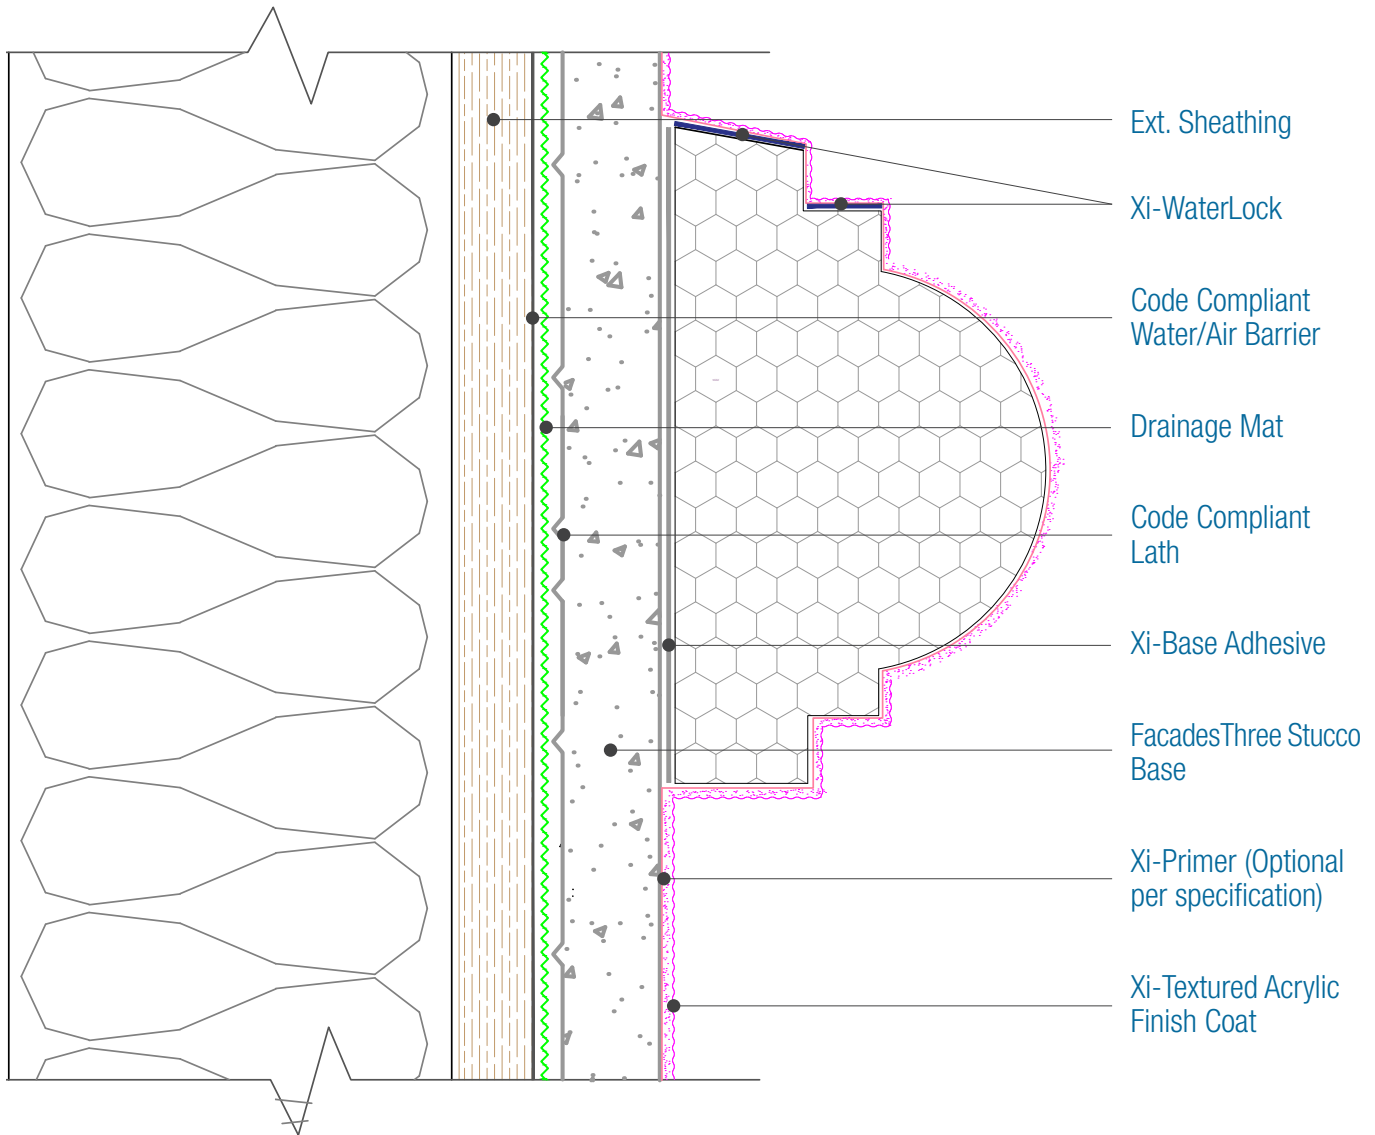 Ext. Sheathing
Xi-WaterLock
Code Compliant
Water/Air Barrier
Drainage Mat
Code Compliant
Lath
Xi-Base Adhesive
FacadesThree Stucco
Base
Xi-Primer (Optional
per specification)
Xi-Textured Acrylic
Finish Coat